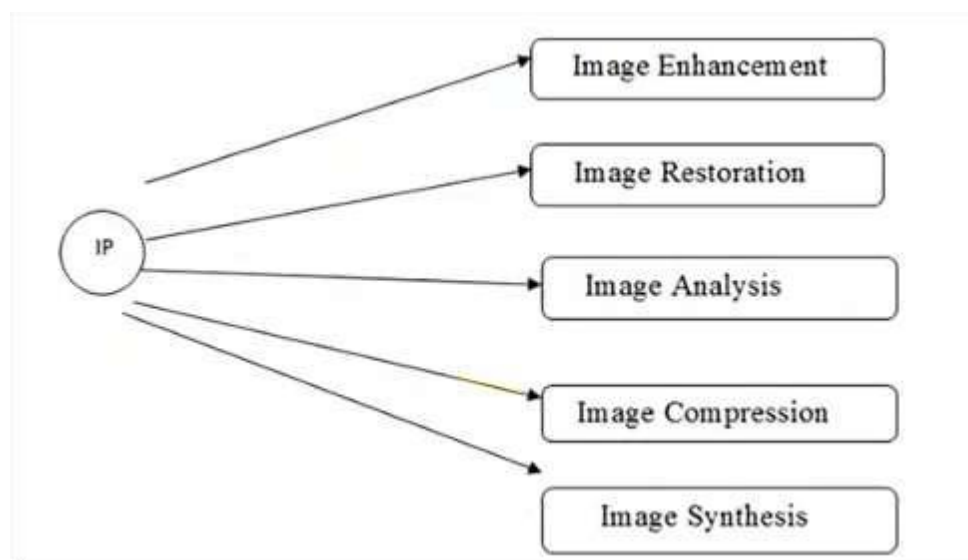 Image Enhancement
Image Restoration
IP
Image Analysis
Image Compression
Image Synthesis